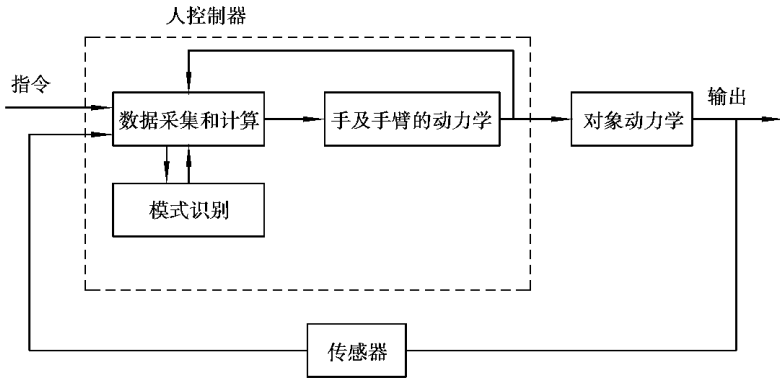 人控制器
指令
数据采集和计算
手及手臂的动力学
对象动力学
输出
模式识别
传感器